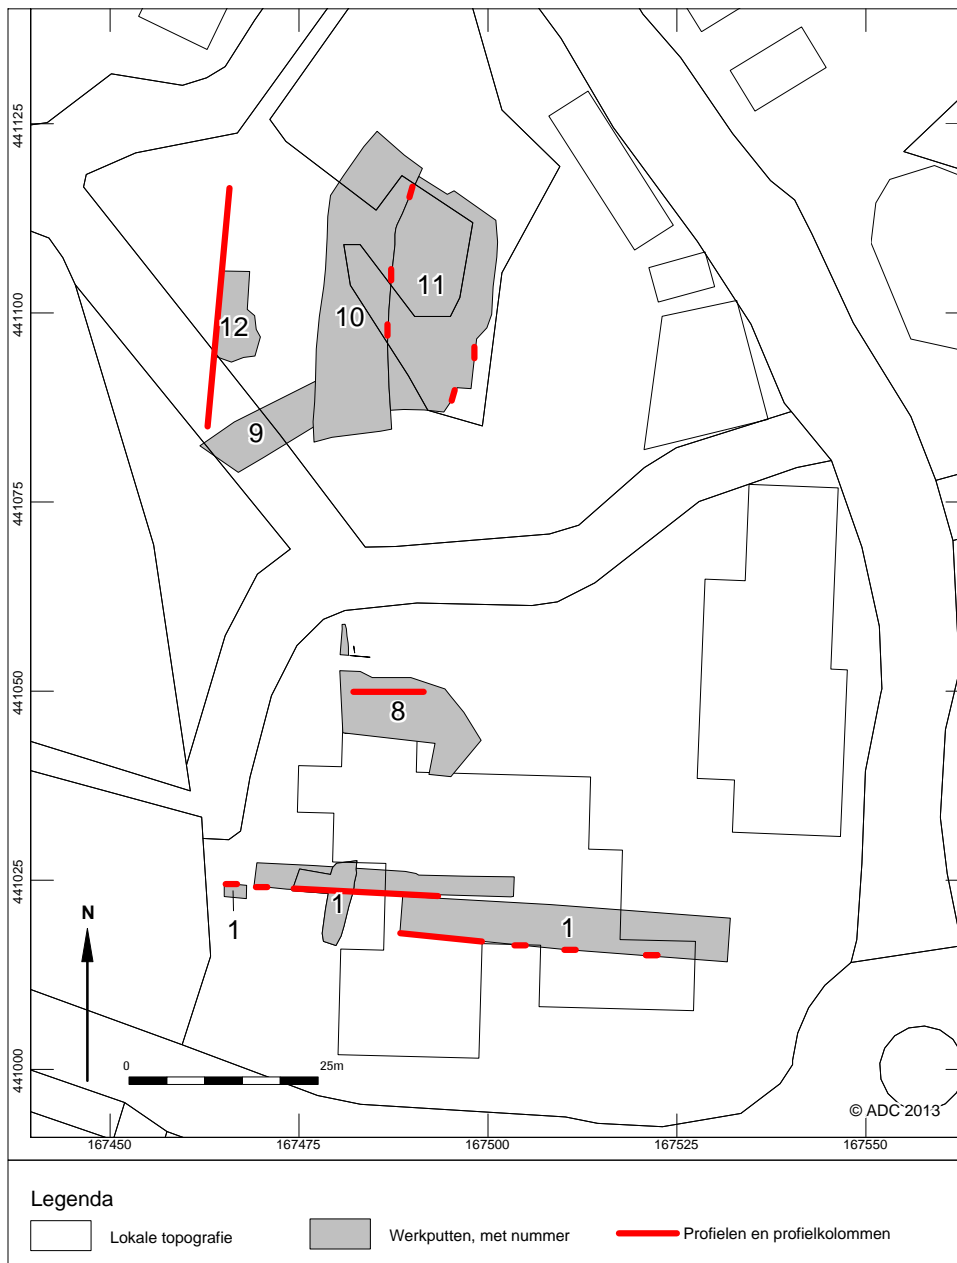 441125
441100
441075
441050
441025
441000
12
10
11
9
8
1
1
1
N
0
25m
© ADC 2013
167450
167475
167500
167525
167550
Legenda
Lokale topografie
Werkputten, met nummer
Profielen en profielkolommen